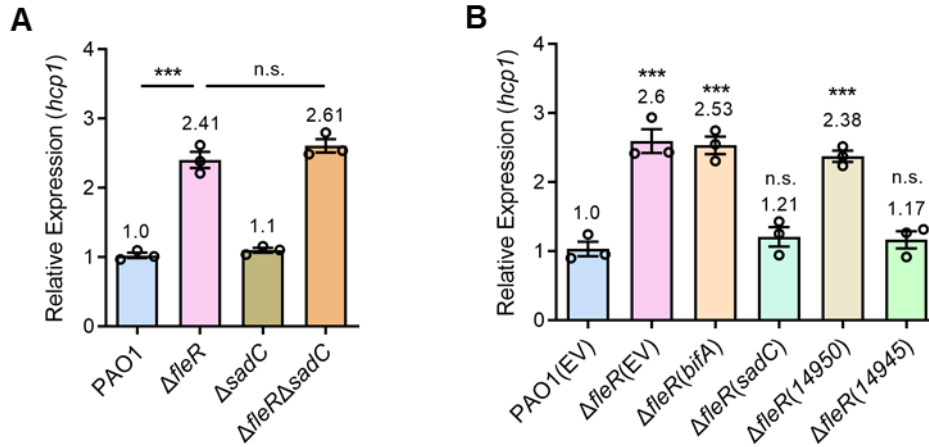 A
B
Relative Expression (hcp1)
4
3
2
1
0
***
n.s.
1.0
2.41
1.1
2.61
PAO1
ΔfleR
ΔsadC
ΔfleRΔsadC
Relative Expression (hcp1)
4
3
2
1
0
***
***
***
2.6
2.53
2.38
n.s.
n.s.
1.0
1.21
1.17
PAO1(EV)
ΔfleR(EV)
ΔfleR(bifA)
ΔfleR(sadC)
ΔfleR(14950)
ΔfleR(14945)